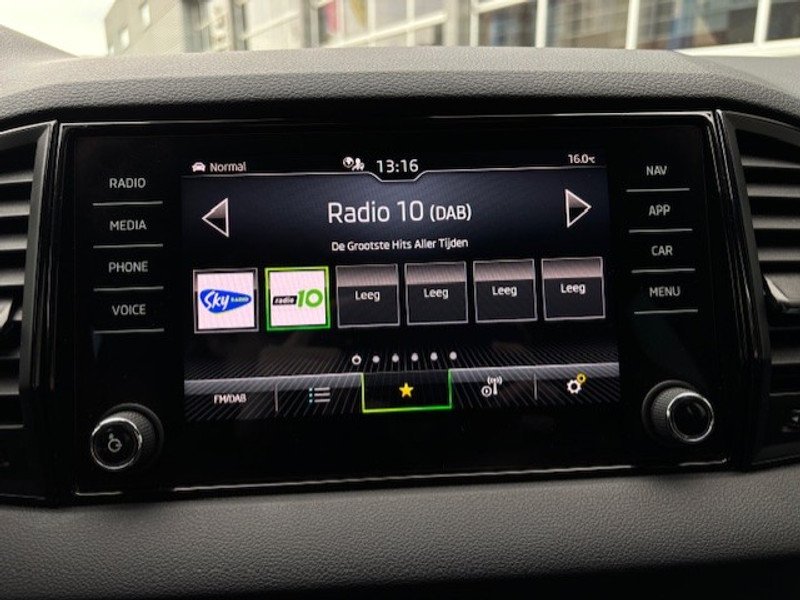 RADIO
MEDIA
PHONE
VOICE
Normal
13:16
16.0°C
Radio 10 (DAB)
De Grootste Hits Aller Tijden
Sky RADIO
radio 10
Leeg
Leeg
Leeg
Leeg
FM/DAB
NAV
APP
CAR
MENU